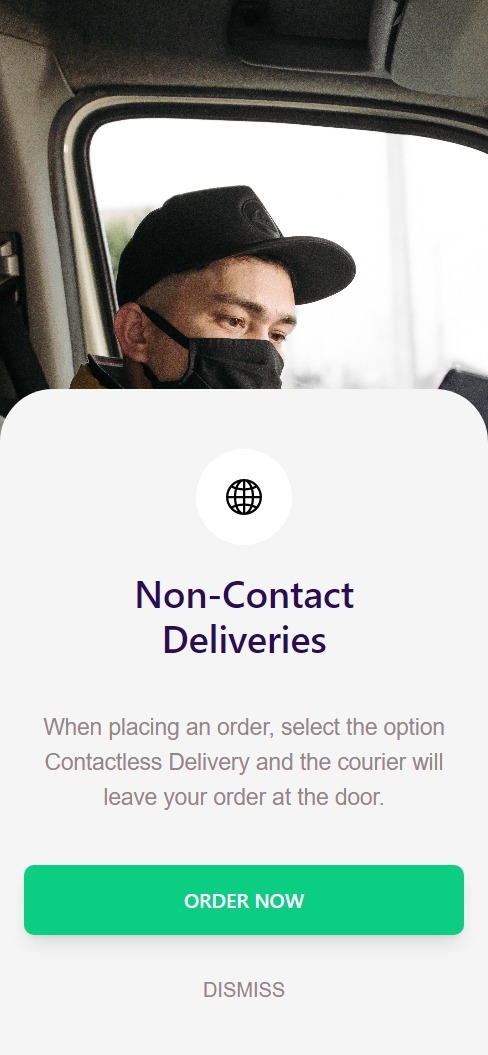 Non-Contact
Deliveries
When placing an order, select the option
Contactless Delivery and the courier will
leave your order at the door.
ORDER NOW
DISMISS